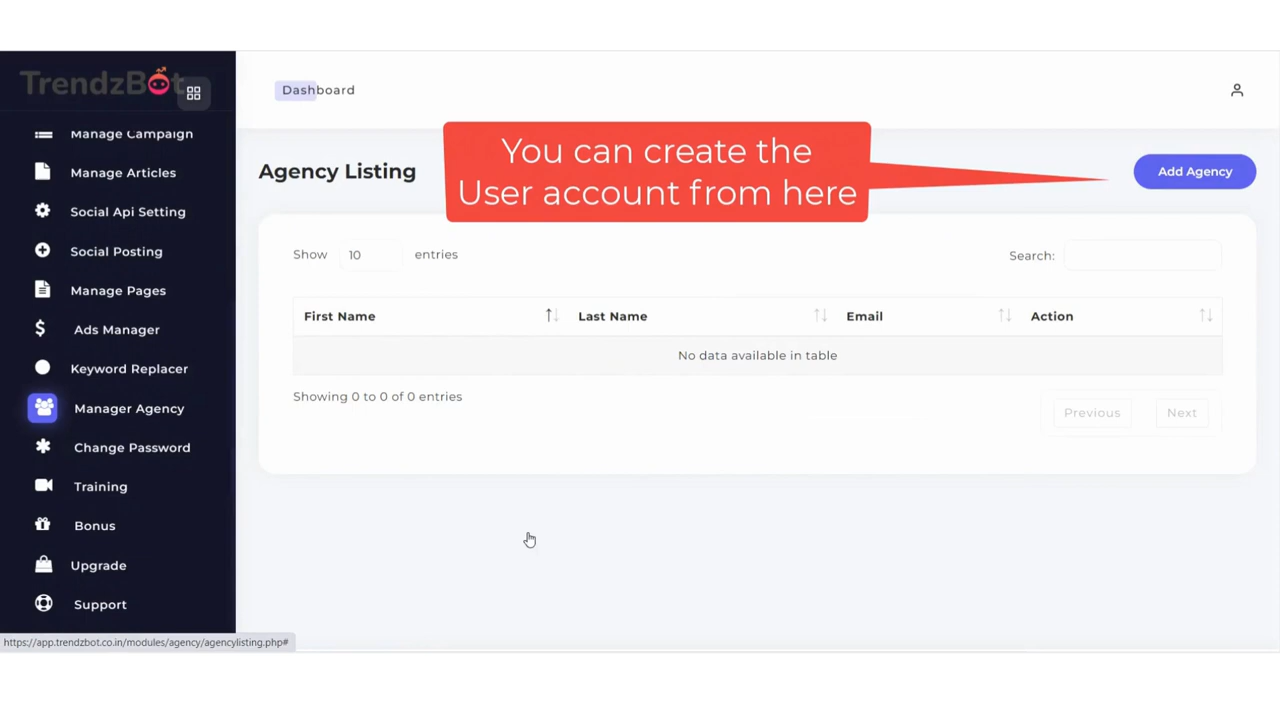 TrendzBot
Dashboard
Manage Campaign
Manage Articles
Social Api Setting
Social Posting
Manage Pages
Ads Manager
Keyword Replacer
Manager Agency
Change Password
Training
Bonus
Upgrade
Support
Agency Listing
You can create the
User account from here
Add Agency
Show 10 entries
Search:
First Name Last Name Email Action
No data available in table
Showing 0 to 0 of 0 entries
Previous Next
https://app.trendzbot.co.in/modules/agency/agencylisting.php#